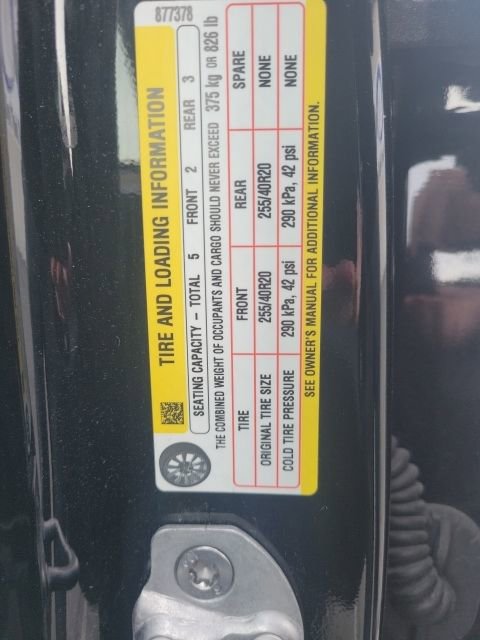 877378
TIRE AND LOADING INFORMATION
SEATING CAPACITY – TOTAL 5 FRONT 2 REAR 3
THE COMBINED WEIGHT OF OCCUPANTS AND CARGO SHOULD NEVER EXCEED 375 kg OR 826 lb
TIRE FRONT REAR SPARE
ORIGINAL TIRE SIZE 255/40R20 255/40R20 NONE
COLD TIRE PRESSURE 290 kPa, 42 psi 290 kPa, 42 psi NONE
SEE OWNER'S MANUAL FOR ADDITIONAL INFORMATION.